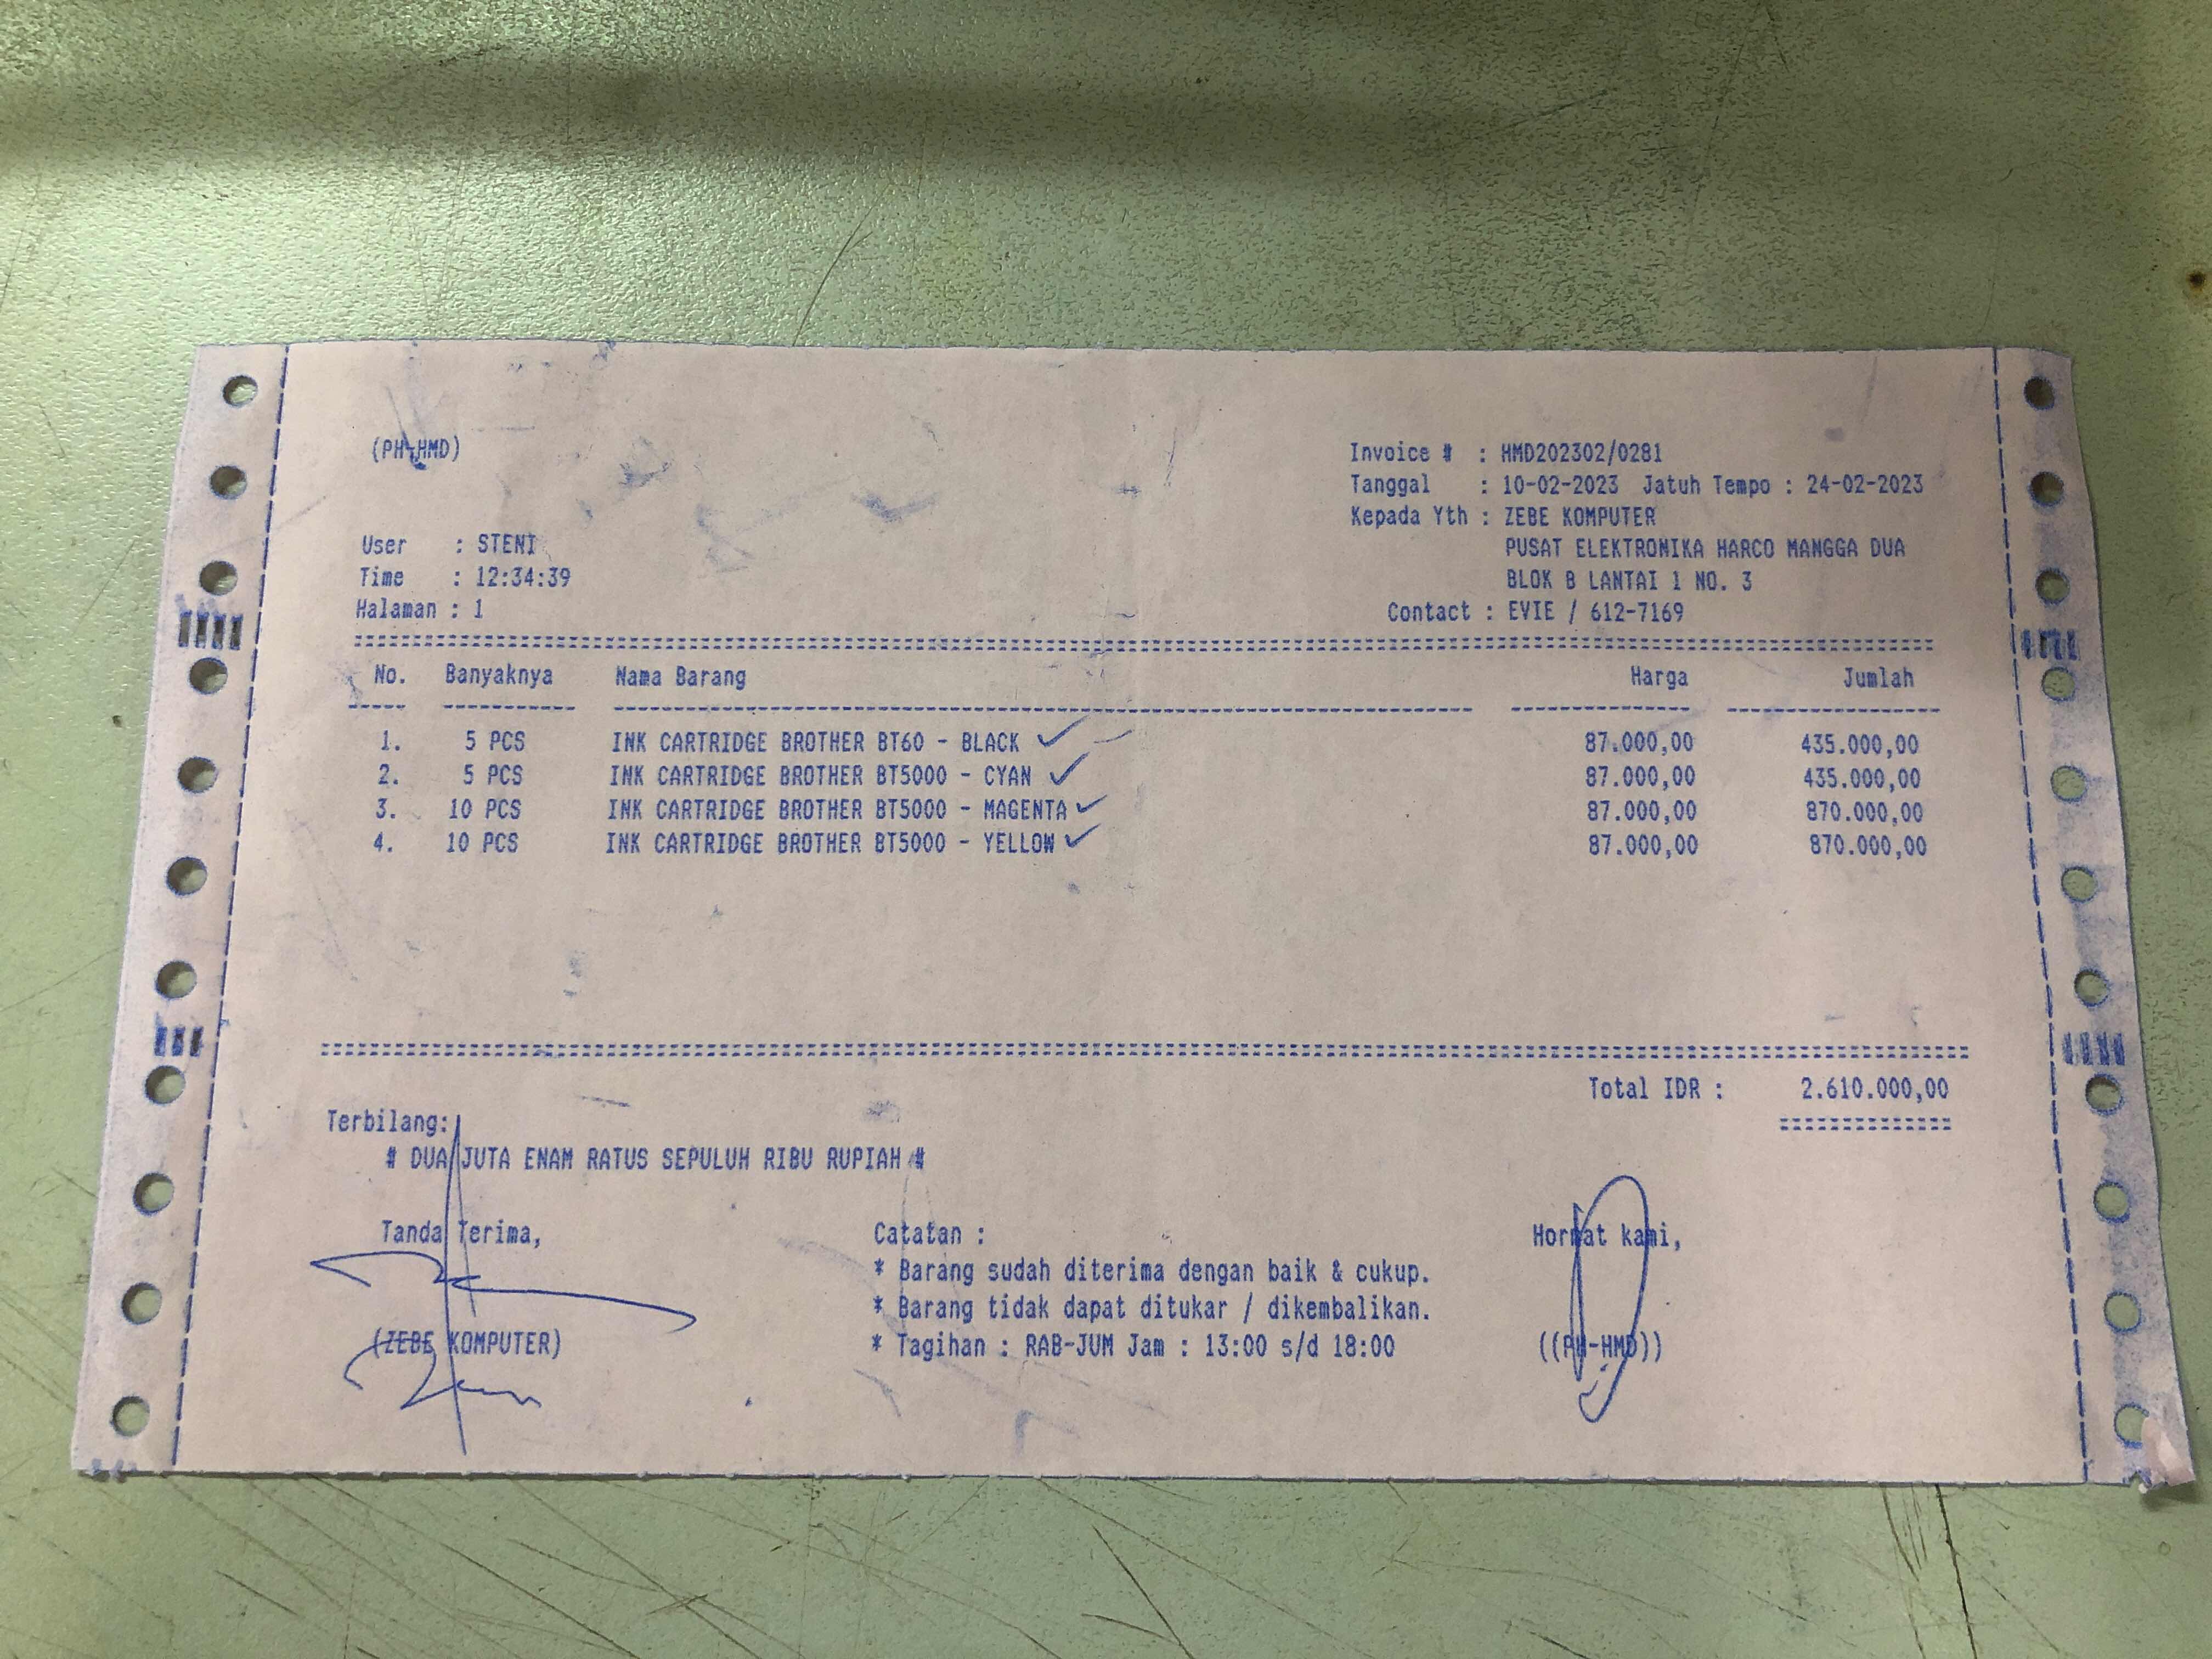 (PH-HMD)
Invoice # : HMD202302/0281
Tanggal : 10-02-2023 Jatuh Tempo : 24-02-2023
Kepada Yth : ZEBE KOMPUTER
User : STENI
PUSAT ELEKTRONIKA HARCO MANGGA DUA
Time : 12:34:39
BLOK B LANTAI 1 NO. 3
Halaman : 1
Contact : EVIE / 612-7169
No. Banyaknya Nama Barang Harga Jumlah
1. 5 PCS INK CARTRIDGE BROTHER BT60 - BLACK 87.000,00 435.000,00
2. 5 PCS INK CARTRIDGE BROTHER BT5000 - CYAN 87.000,00 435.000,00
3. 10 PCS INK CARTRIDGE BROTHER BT5000 - MAGENTA 87.000,00 870.000,00
4. 10 PCS INK CARTRIDGE BROTHER BT5000 - YELLOW 87.000,00 870.000,00
Total IDR : 2.610.000,00
Terbilang:
# DUA JUTA ENAM RATUS SEPULUH RIBU RUPIAH #
Tanda Terima,
(ZEBE KOMPUTER)
Catatan :
* Barang sudah diterima dengan baik & cukup.
* Barang tidak dapat ditukar / dikembalikan.
* Tagihan : RAB-JUM Jam : 13:00 s/d 18:00
Hormat kami,
((PH-HMD))